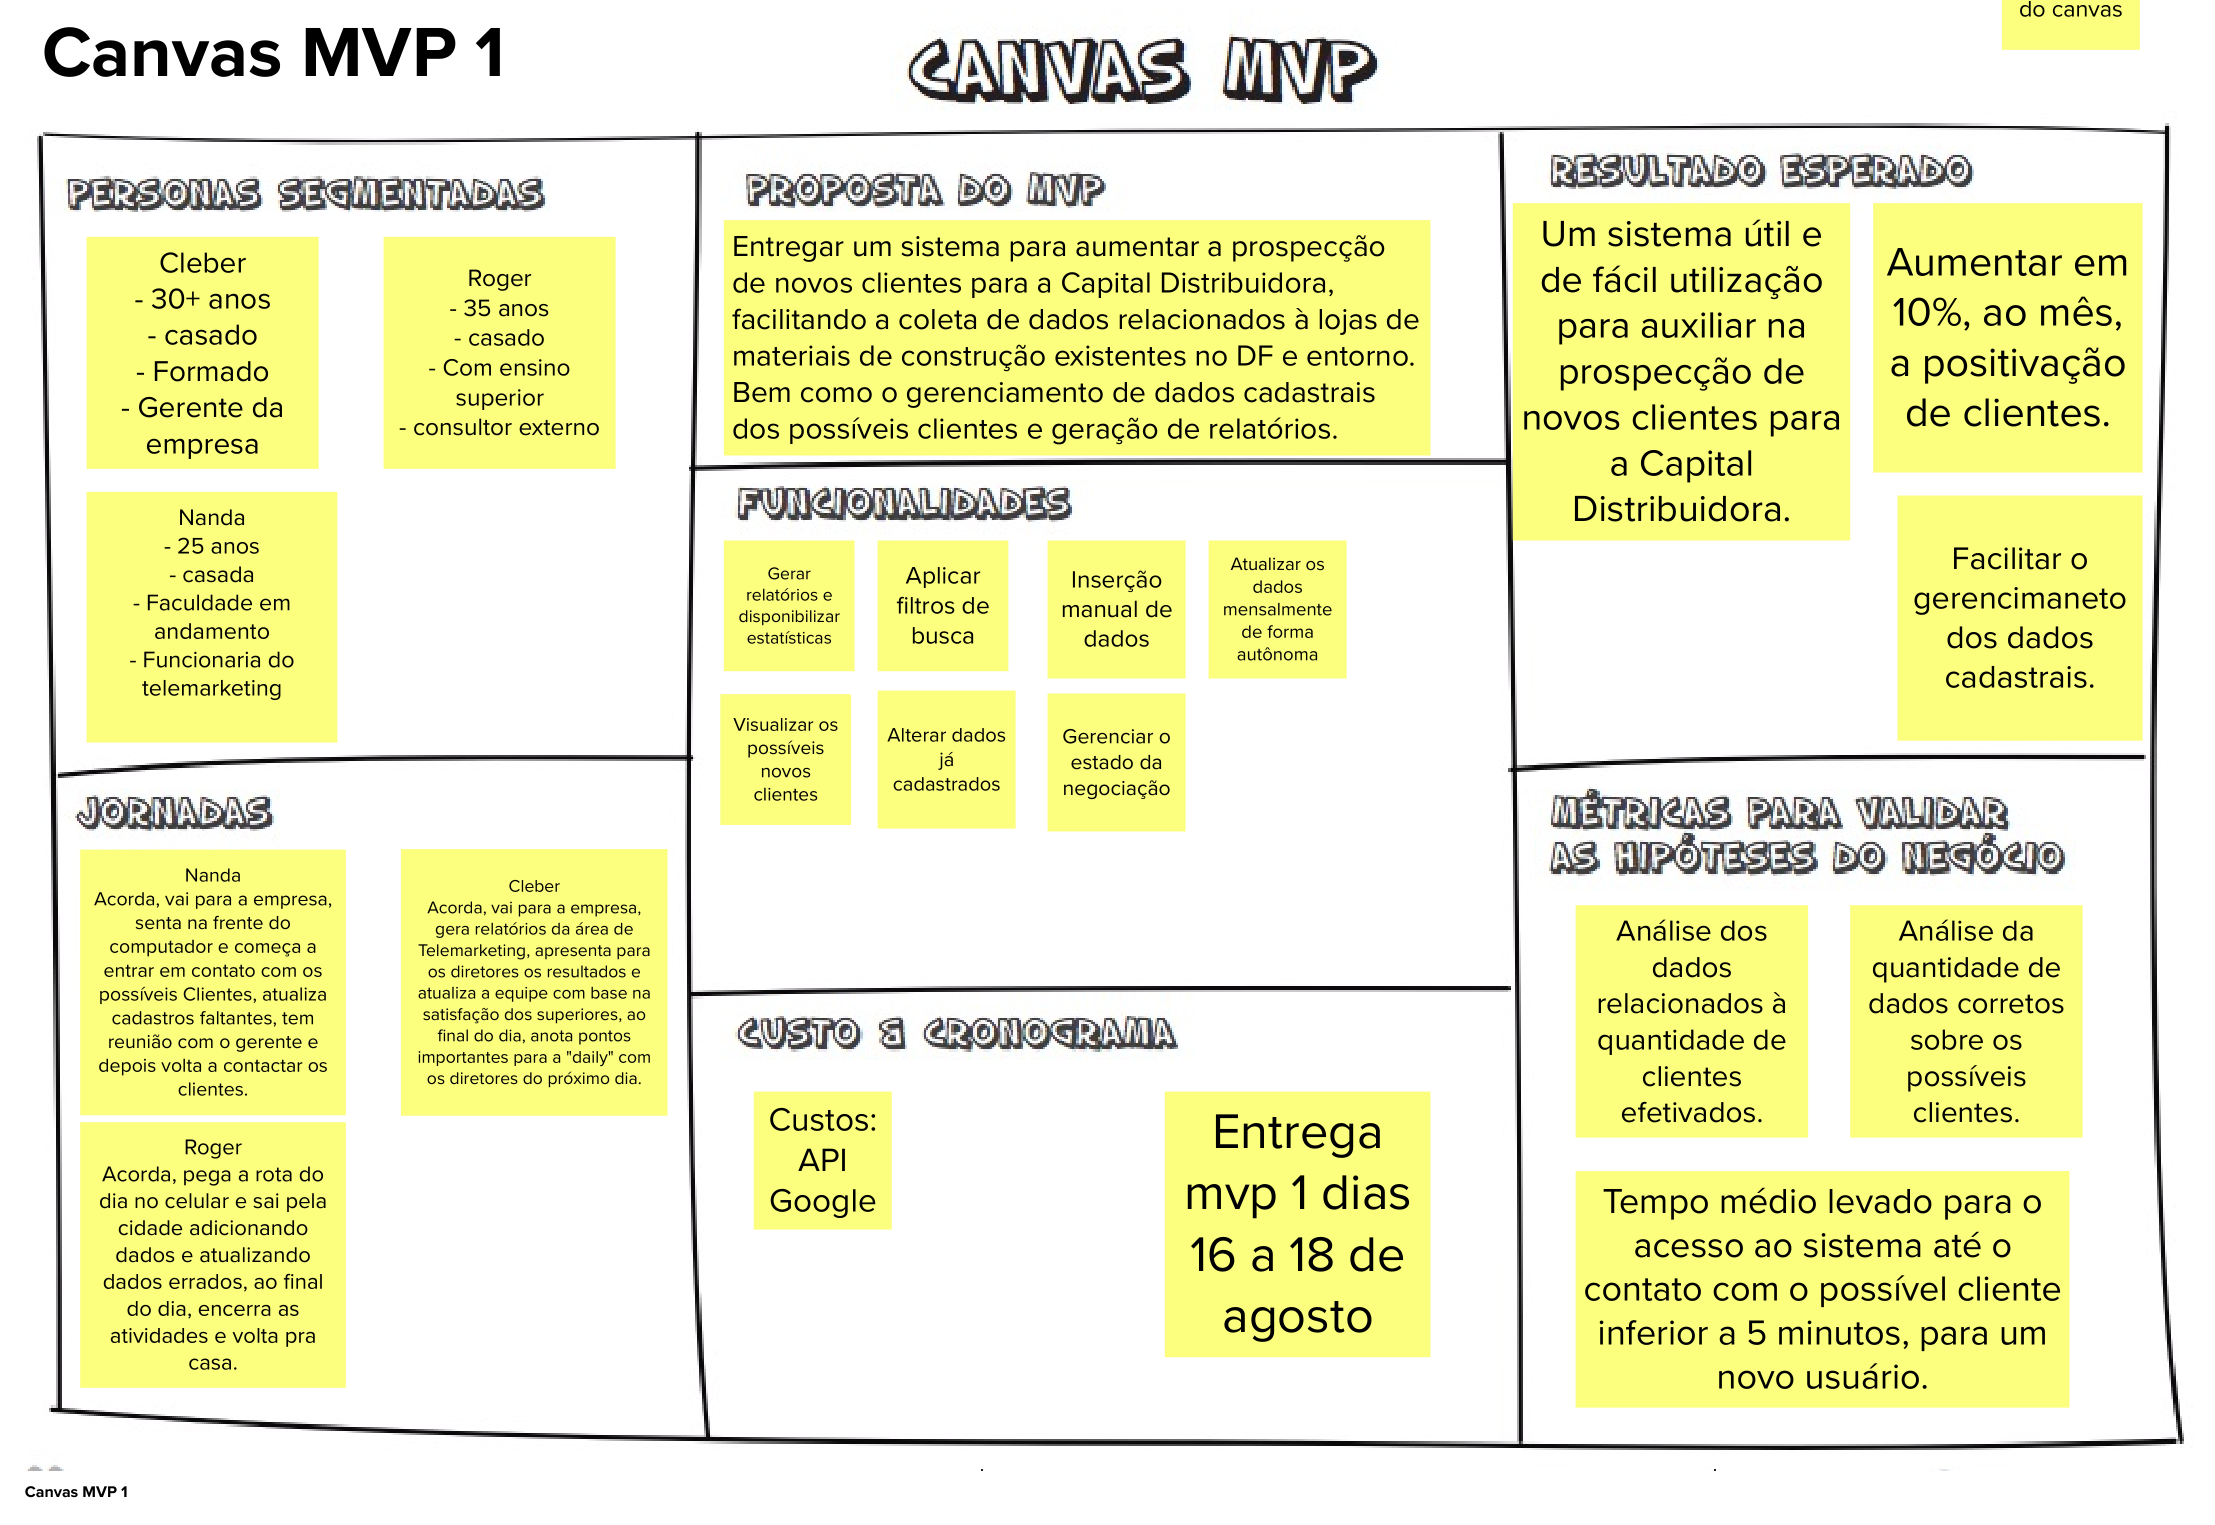 Canvas MVP 1
CANVAS MVP
do canvas
PERSONAS SEGMENTADAS
Cleber
- 30+ anos
- casado
- Formado
- Gerente da
empresa
Roger
- 35 anos
- casado
- Com ensino
superior
- consultor externo
Nanda
- 25 anos
- casada
- Faculdade em
andamento
- Funcionaria do
telemarketing
JORNADAS
Nanda
Acorda, vai para a empresa,
senta na frente do
computador e começa a
entrar em contato com os
possíveis Clientes, atualiza
cadastros faltantes, tem
reunião com o gerente e
depois volta a contactar os
clientes.
Cleber
Acorda, vai para a empresa,
gera relatórios da área de
Telemarketing, apresenta para
os diretores os resultados e
atualiza a equipe com base na
satisfação dos superiores, ao
final do dia, anota pontos
importantes para a "daily" com
os diretores do próximo dia.
Roger
Acorda, pega a rota do
dia no celular e sai pela
cidade adicionando
dados e atualizando
dados errados, ao final
do dia, encerra as
atividades e volta pra
casa.
PROPOSTA DO MVP
Entregar um sistema para aumentar a prospecção
de novos clientes para a Capital Distribuidora,
facilitando a coleta de dados relacionados à lojas de
materiais de construção existentes no DF e entorno.
Bem como o gerenciamento de dados cadastrais
dos possíveis clientes e geração de relatórios.
FUNCIONALIDADES
Gerar
relatórios e
disponibilizar
estatísticas
Aplicar
filtros de
busca
Inserção
manual de
dados
Atualizar os
dados
mensalmente
de forma
autônoma
Visualizar os
possíveis
novos
clientes
Alterar dados
já
cadastrados
Gerenciar o
estado da
negociação
CUSTO & CRONOGRAMA
Custos:
API
Google
Entrega
mvp 1 dias
16 a 18 de
agosto
RESULTADO ESPERADO
Um sistema útil e
de fácil utilização
para auxiliar na
prospecção de
novos clientes para
a Capital
Distribuidora.
Aumentar em
10%, ao mês,
a positivação
de clientes.
Facilitar o
gerencimaneto
dos dados
cadastrais.
MÉTRICAS PARA VALIDAR
AS HIPÓTESES DO NEGÓCIO
Análise dos
dados
relacionados à
quantidade de
clientes
efetivados.
Análise da
quantidade de
dados corretos
sobre os
possíveis
clientes.
Tempo médio levado para o
acesso ao sistema até o
contato com o possível cliente
inferior a 5 minutos, para um
novo usuário.
Canvas MVP 1